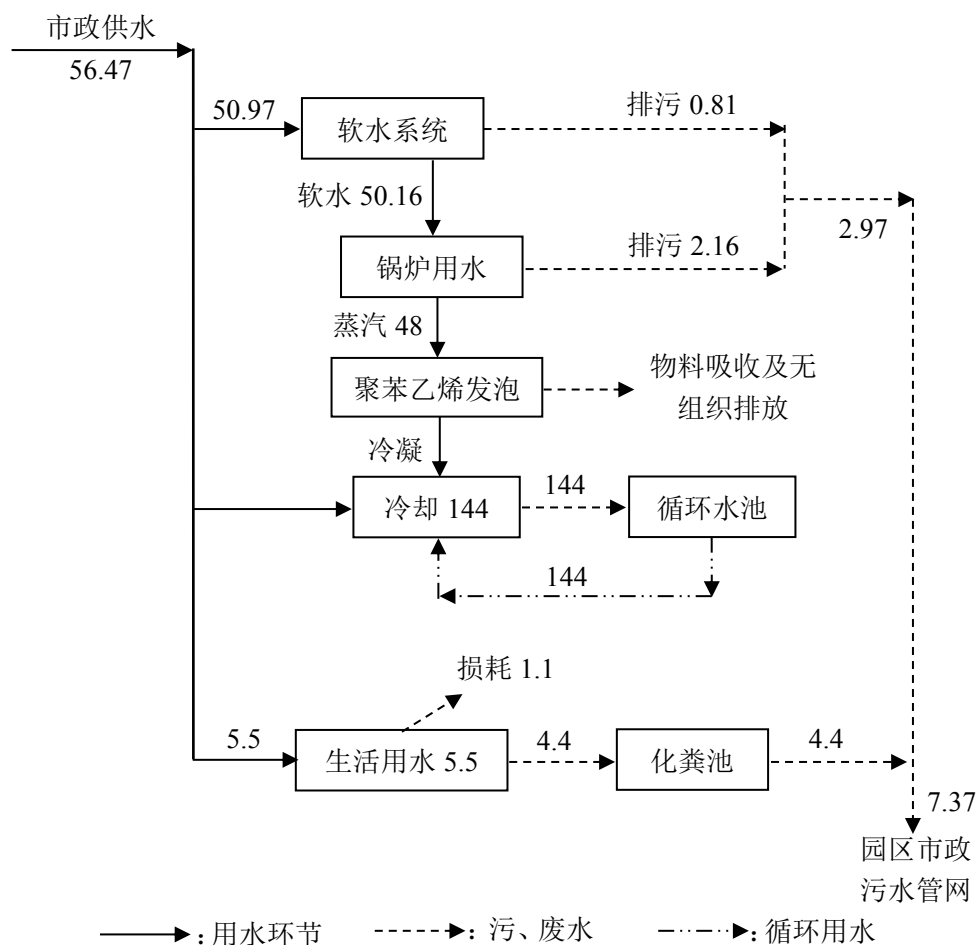 市政供水
56.47
50.97
软水系统
排污 0.81
软水 50.16
2.97
锅炉用水
排污 2.16
蒸汽 48
聚苯乙烯发泡
物料吸收及无
组织排放
冷凝
冷却 144
144
循环水池
144
损耗 1.1
5.5
生活用水 5.5
4.4
化粪池
4.4
7.37
园区市政
污水管网
：用水环节
：污、废水
：循环用水